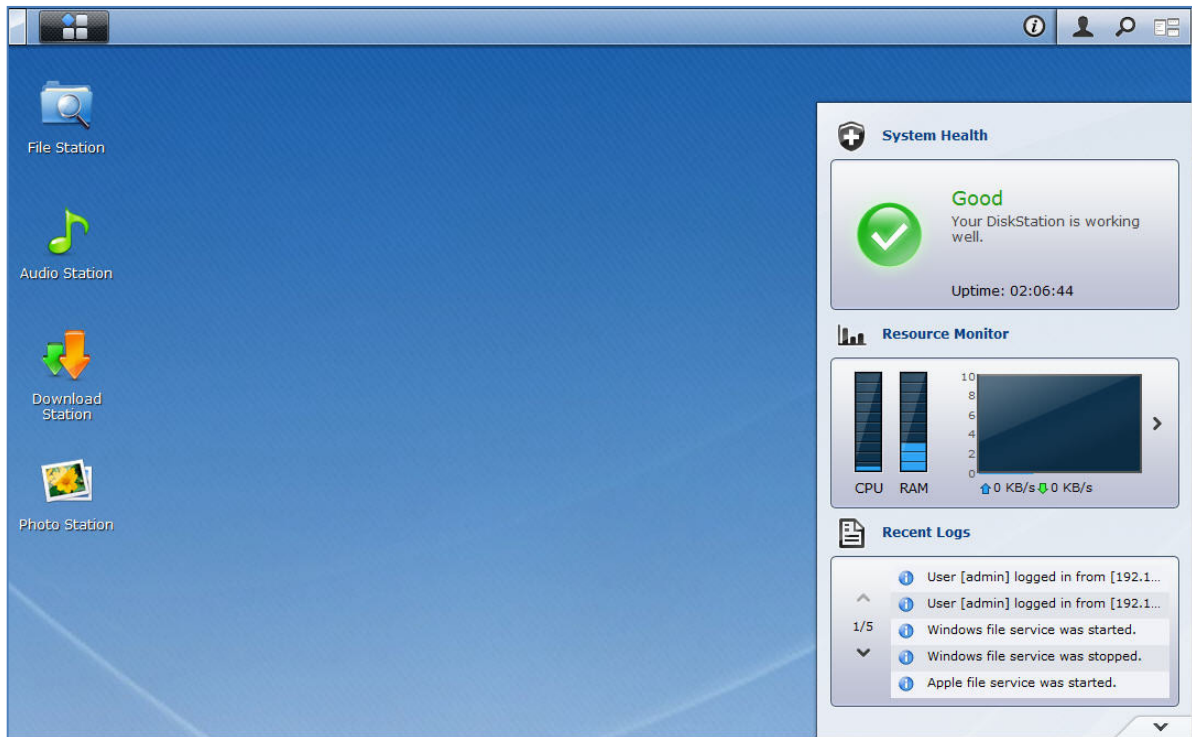 File Station
Audio Station
Download
Station
Photo Station
System Health
Good
Your DiskStation is working
well.
Uptime: 02:06:44
Resource Monitor
10
8
6
4
2
0
CPU
RAM
0 KB/s
0 KB/s
Recent Logs
User [admin] logged in from [192.1...
User [admin] logged in from [192.1...
1/5
Windows file service was started.
Windows file service was stopped.
Apple file service was started.